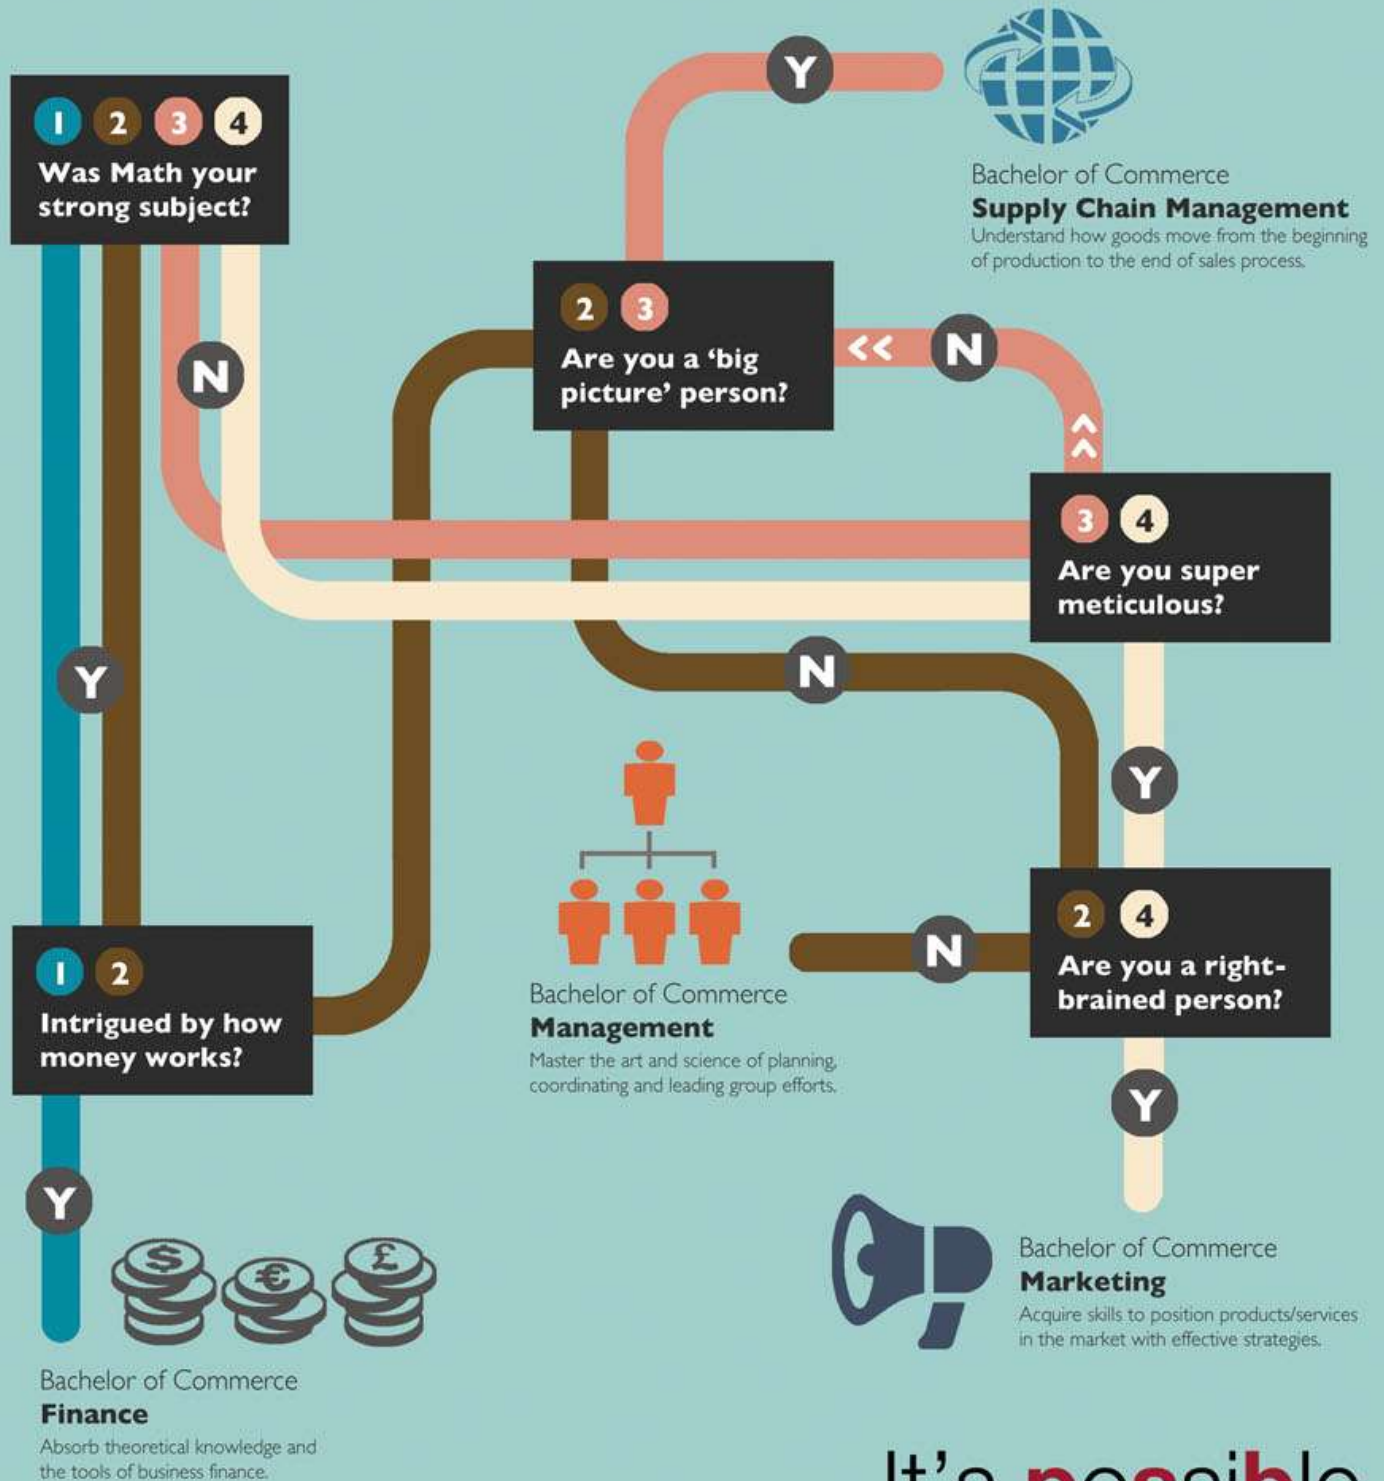 Y
Bachelor of Commerce
Supply Chain Management
Understand how goods move from the beginning
of production to the end of sales process.
1 2 3 4
Was Math your
strong subject?
2 3
Are you a ‘big
picture’ person?
<< N
N
<<
3 4
Are you super
meticulous?
Y
N
Y
2 4
Are you a right-
brained person?
N
Bachelor of Commerce
Management
Master the art and science of planning,
coordinating and leading group efforts.
1 2
Intrigued by how
money works?
Y
Y
$ € £
Bachelor of Commerce
Marketing
Acquire skills to position products/services
in the market with effective strategies.
Bachelor of Commerce
Finance
Absorb theoretical knowledge and
the tools of business finance.
It's possible